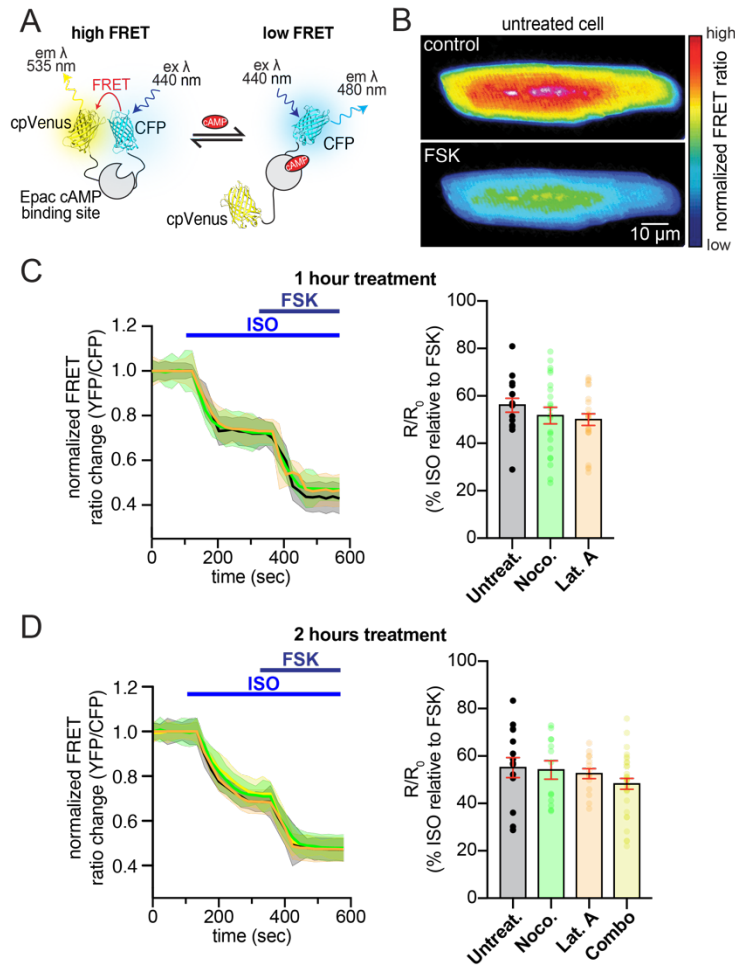 A
high FRET
low FRET
em λ
535 nm
FRET
ex λ
440 nm
ex λ
440 nm
em λ
480 nm
cpVenus
CFP
cAMP
CFP
cAMP
Epac cAMP
binding site
cpVenus
B
untreated cell
control
FSK
10 µm
high
normalized FRET ratio
low
C
1 hour treatment
FSK
ISO
normalized FRET
ratio change (YFP/CFP)
1.2
1.0
0.8
0.6
0.4
0
200
400
600
time (sec)
R/R0
(% ISO relative to FSK)
100
80
60
40
20
0
Untreat.
Noco.
Lat. A
D
2 hours treatment
FSK
ISO
normalized FRET
ratio change (YFP/CFP)
1.2
1.0
0.8
0.6
0.4
0
200
400
600
time (sec)
R/R0
(% ISO relative to FSK)
100
80
60
40
20
0
Untreat.
Noco.
Lat. A
Combo